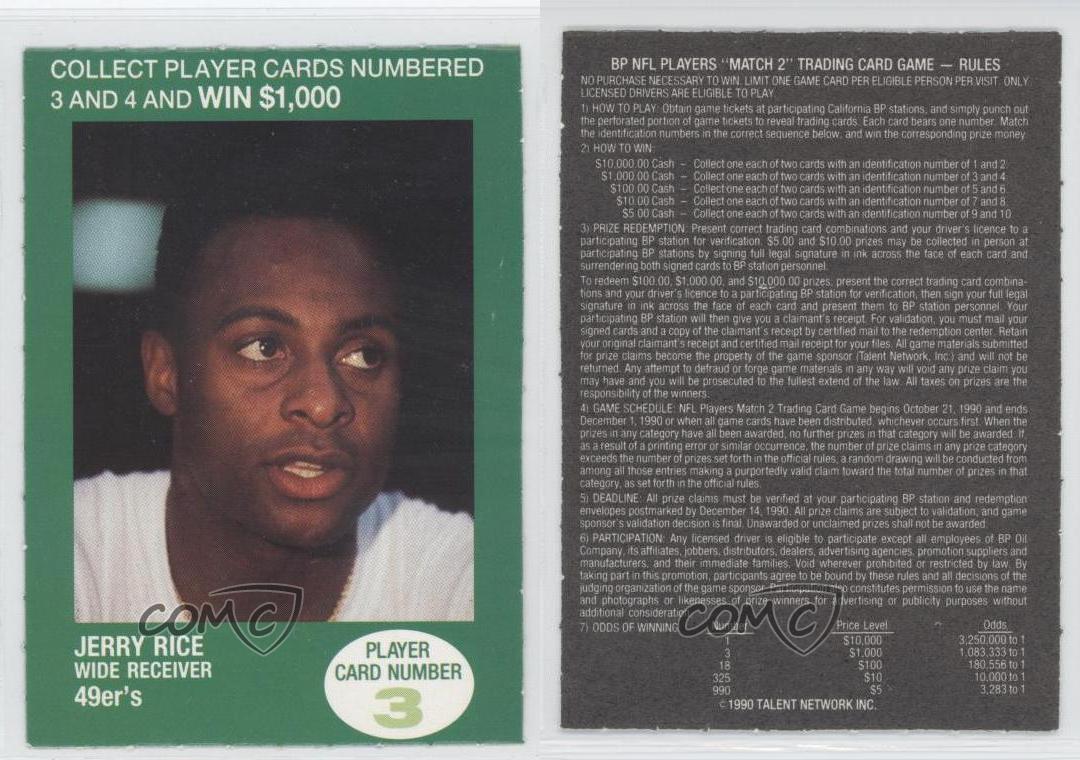 COLLECT PLAYER CARDS NUMBERED
3 AND 4 AND WIN $1,000
COMC
JERRY RICE
WIDE RECEIVER
49er's
PLAYER
CARD NUMBER
3
BP NFL PLAYERS "MATCH 2" TRADING CARD GAME — RULES
NO PURCHASE NECESSARY TO WIN. LIMIT ONE GAME CARD PER ELIGIBLE PERSON PER VISIT. ONLY
LICENSED DRIVERS ARE ELIGIBLE TO PLAY.
1) HOW TO PLAY: Obtain game tickets at participating California BP stations, and simply punch out
the perforated portion of game tickets to reveal trading cards. Each card bears one number. Match
the identification numbers in the correct sequence below, and win the corresponding prize money.
2) HOW TO WIN:
$10,000.00 Cash – Collect one each of two cards with an identification number of 1 and 2.
$1,000.00 Cash – Collect one each of two cards with an identification number of 3 and 4.
$100.00 Cash – Collect one each of two cards with an identification number of 5 and 6.
$10.00 Cash – Collect one each of two cards with an identification number of 7 and 8.
$5.00 Cash – Collect one each of two cards with an identification number of 9 and 10.
3) PRIZE REDEMPTION: Present correct trading card combinations and your driver's licence to a
participating BP station for verification. $5.00 and $10.00 prizes may be collected in person at
participating BP stations by signing full legal signature in ink across the face of each card and
surrendering both signed cards to BP station personnel.
To redeem $100.00, $1,000.00, and $10,000.00 prizes, present the correct trading card combina-
tions and your driver's licence to a participating BP station for verification, then sign your full legal
signature in ink across the face of each card and present them to BP station personnel. Your
participating BP station will then give you a claimant's receipt. For validation, you must mail your
signed cards and a copy of the claimant's receipt by certified mail to the redemption center. Retain
your original claimant's receipt and certified mail receipt for your files. All game materials submitted
for prize claims become the property of the game sponsor (Talent Network, Inc.) and will not be
returned. Any attempt to defraud or forge game materials in any way will void any prize claim you
may have and you will be prosecuted to the fullest extend of the law. All taxes on prizes are the
responsibility of the winners.
4) GAME SCHEDULE: NFL Players Match 2 Trading Card Game begins October 21, 1990 and ends
December 1, 1990 or when all game cards have been distributed, whichever occurs first. When the
prizes in any category have all been awarded, no further prizes in that category will be awarded. If,
as a result of a printing error or similar occurrence, the number of prize claims in any prize category
exceeds the number of prizes set forth in the official rules, a random drawing will be conducted from
among all those entries making a purportedly valid claim toward the total number of prizes in that
category, as set forth in the official rules.
5) DEADLINE: All prize claims must be verified at your participating BP station and redemption
envelopes postmarked by December 14, 1990. All prize claims are subject to validation, and game
sponsor's validation decision is final. Unawarded or unclaimed prizes shall not be awarded.
6) PARTICIPATION: Any licensed driver is eligible to participate except all employees of BP Oil
Company, its affiliates, jobbers, distributors, dealers, advertising agencies, promotion suppliers and
manufacturers, and their immediate families. Void wherever prohibited or restricted by law. By
taking part in this promotion, participants agree to be bound by these rules and all decisions of the
judging organization of the game sponsor. Participation also constitutes permission to use the name
and photographs or likenesses of prize winners for advertising or publicity purposes without
additional consideration.
COMC
7) ODDS OF WINNING: Number Price Level Odds
1 $10,000 3,250,000 to 1
3 $1,000 1,083,333 to 1
18 $100 180,556 to 1
325 $10 10,000 to 1
990 $5 3,283 to 1
© 1990 TALENT NETWORK INC.